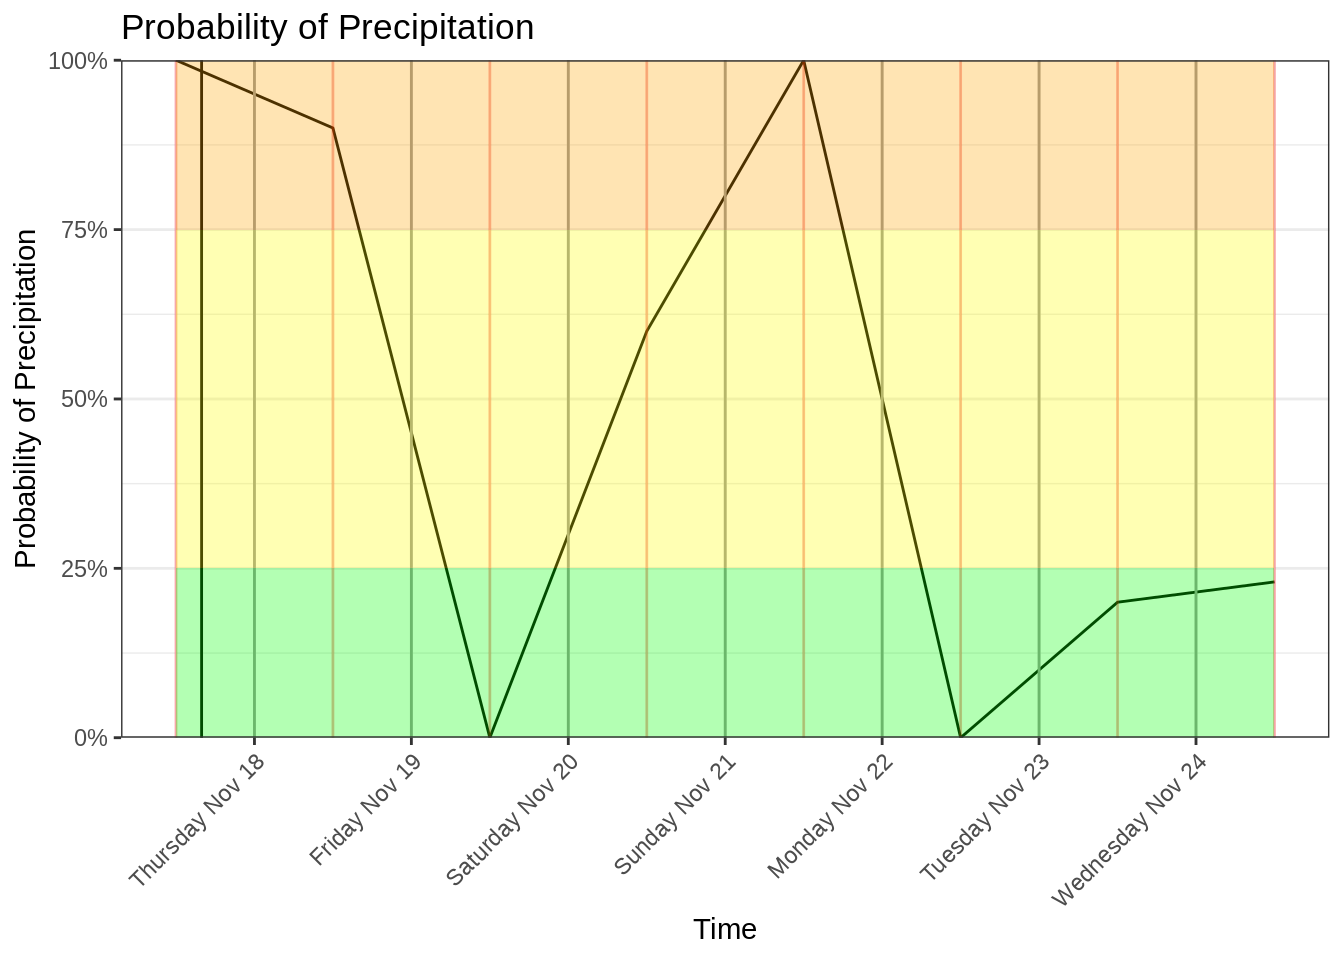 Probability of Precipitation
Probability of Precipitation
100%
75%
50%
25%
0%
Thursday Nov 18
Friday Nov 19
Saturday Nov 20
Sunday Nov 21
Monday Nov 22
Tuesday Nov 23
Wednesday Nov 24
Time